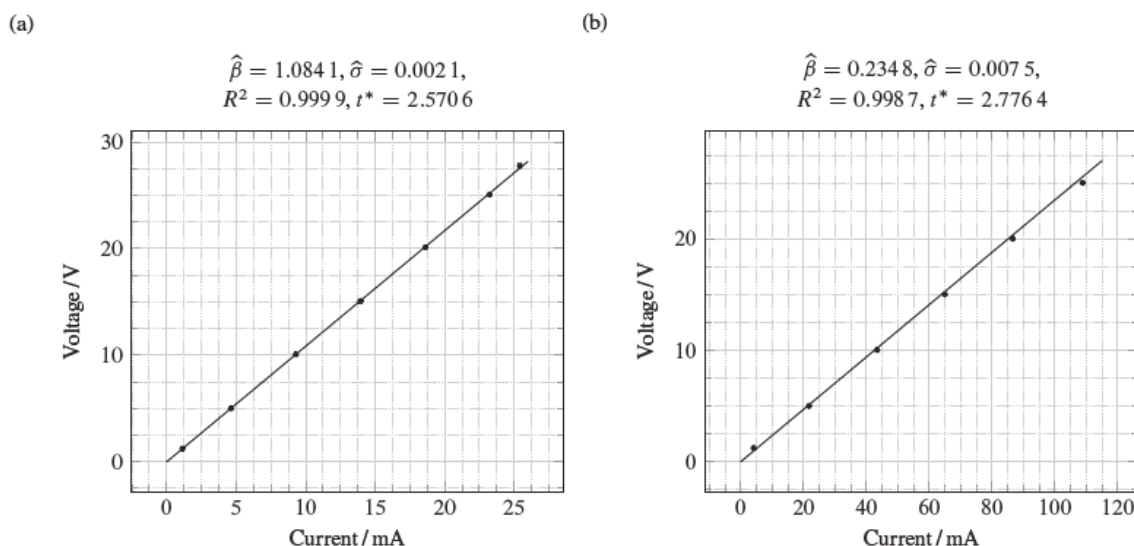 (a)
β̂ = 1.084 1, σ̂ = 0.002 1,
R² = 0.999 9, t* = 2.570 6
30
20
10
0
Voltage / V
0 5 10 15 20 25
Current / mA
(b)
β̂ = 0.234 8, σ̂ = 0.007 5,
R² = 0.998 7, t* = 2.776 4
20
10
0
Voltage / V
0 20 40 60 80 100 120
Current / mA